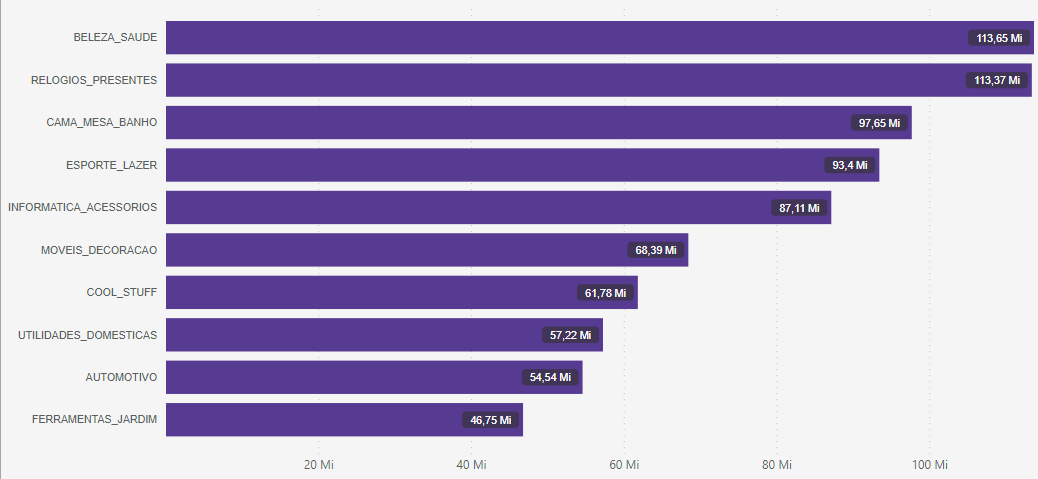 BELEZA_SAUDE 113,65 Mi
RELOGIOS_PRESENTES 113,37 Mi
CAMA_MESA_BANHO 97,65 Mi
ESPORTE_LAZER 93,4 Mi
INFORMATICA_ACESSORIOS 87,11 Mi
MOVEIS_DECORACAO 68,39 Mi
COOL_STUFF 61,78 Mi
UTILIDADES_DOMESTICAS 57,22 Mi
AUTOMOTIVO 54,54 Mi
FERRAMENTAS_JARDIM 46,75 Mi
20 Mi 40 Mi 60 Mi 80 Mi 100 Mi